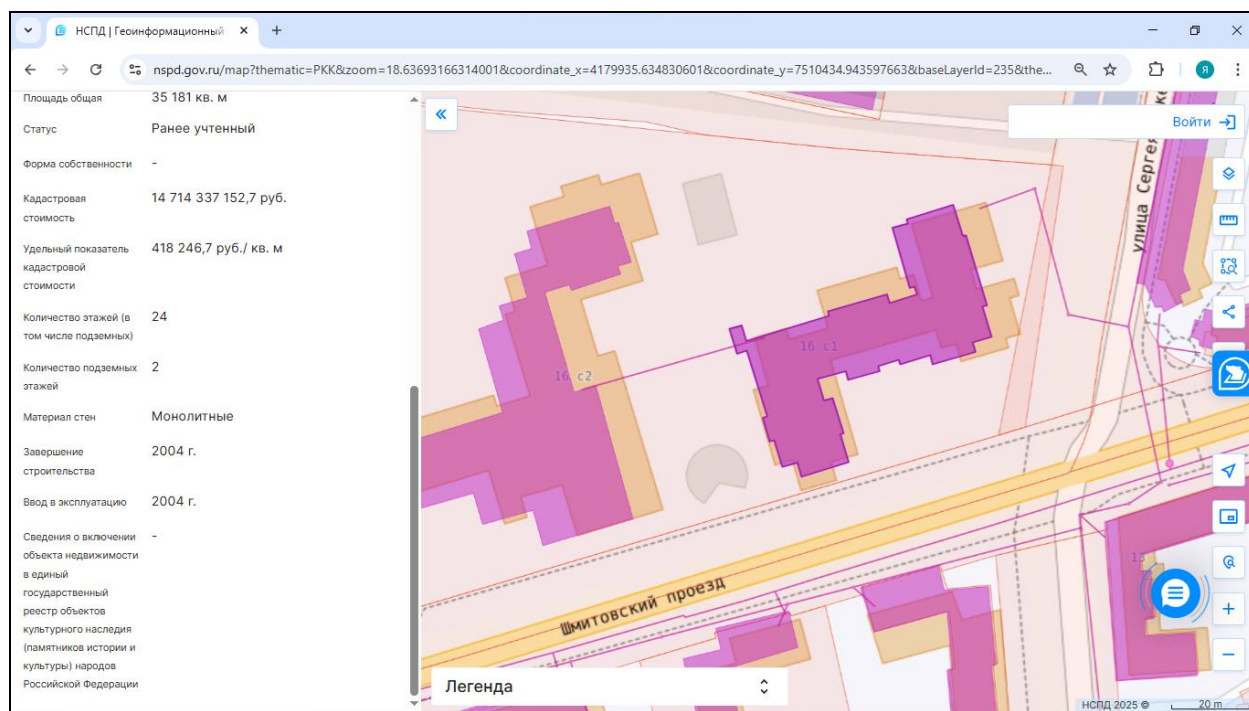 НСПД | Геоинформационный
nspd.gov.ru/map?thematic=PKK&zoom=18.63693166314001&coordinate_x=4179935.634830601&coordinate_y=7510434.943597663&baseLayerId=235&the...
Я
Площадь общая 35 181 кв. м
Статус Ранее учтенный
Форма собственности -
Кадастровая стоимость 14 714 337 152,7 руб.
Удельный показатель кадастровой стоимости 418 246,7 руб./ кв. м
Количество этажей (в том числе подземных) 24
Количество подземных этажей 2
Материал стен Монолитные
Завершение строительства 2004 г.
Ввод в эксплуатацию 2004 г.
Сведения о включении объекта недвижимости в единый государственный реестр объектов культурного наследия (памятников истории и культуры) народов Российской Федерации -
Войти
улица Сергея
16 с1
16 с2
13
Шмитовский проезд
Легенда
НСПД 2025 ©
20 m